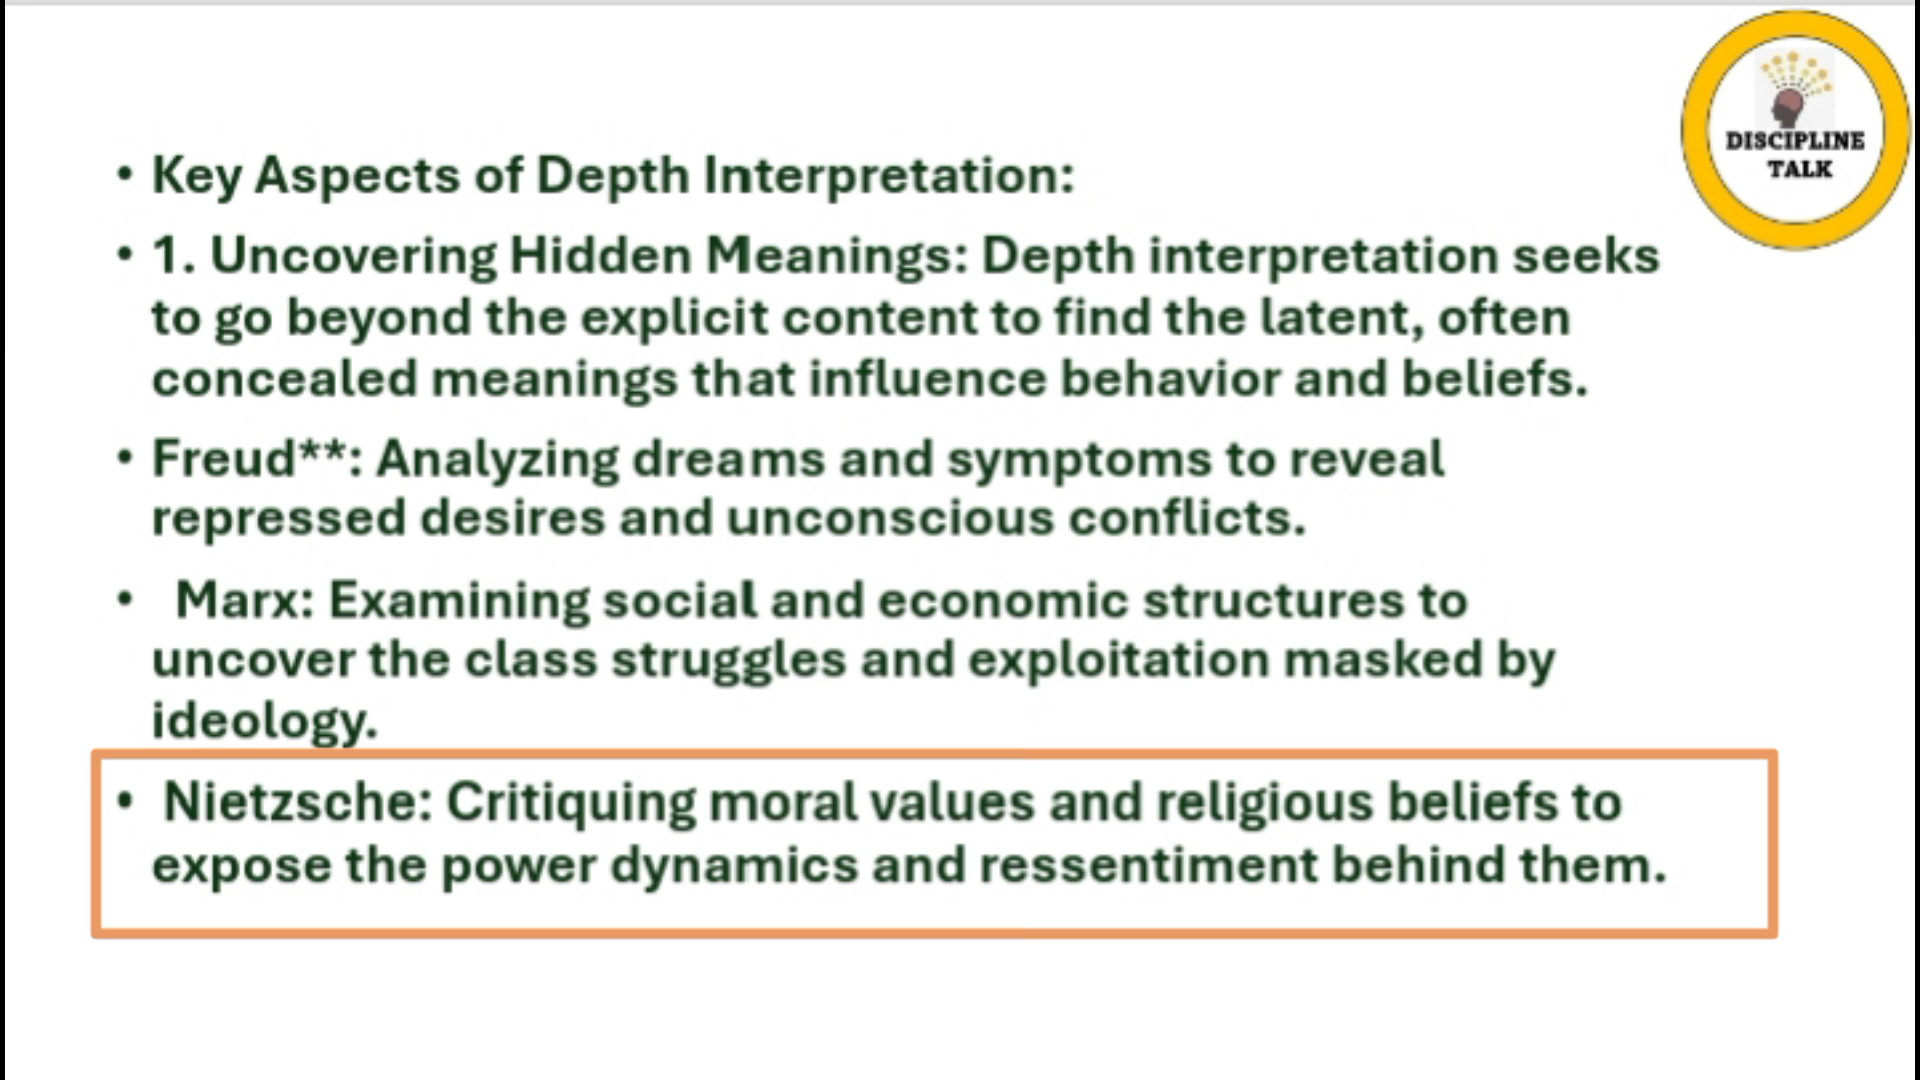 DISCIPLINE
TALK
• Key Aspects of Depth Interpretation:
• 1. Uncovering Hidden Meanings: Depth interpretation seeks
to go beyond the explicit content to find the latent, often
concealed meanings that influence behavior and beliefs.
• Freud**: Analyzing dreams and symptoms to reveal
repressed desires and unconscious conflicts.
• Marx: Examining social and economic structures to
uncover the class struggles and exploitation masked by
ideology.
• Nietzsche: Critiquing moral values and religious beliefs to
expose the power dynamics and ressentiment behind them.